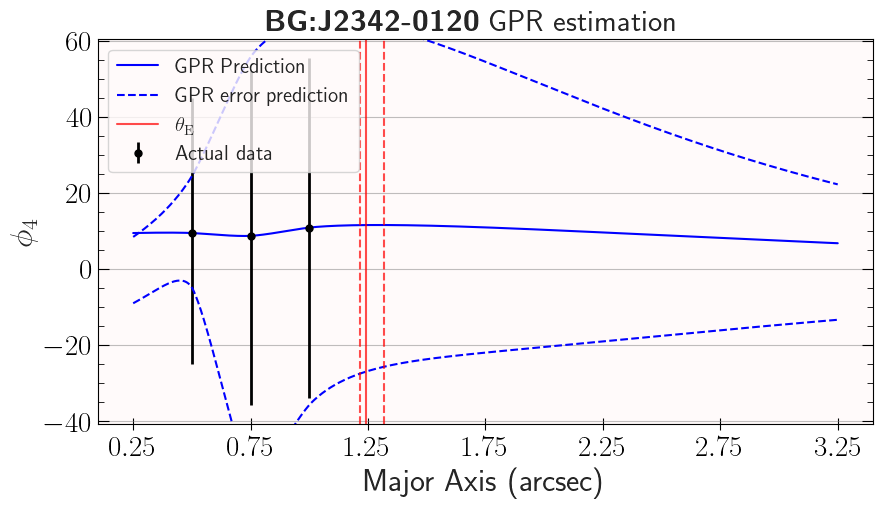 BG:J2342-0120 GPR estimation
60
40
20
0
−20
−40
ϕ4
GPR Prediction
GPR error prediction
θE
Actual data
0.25 0.75 1.25 1.75 2.25 2.75 3.25
Major Axis (arcsec)